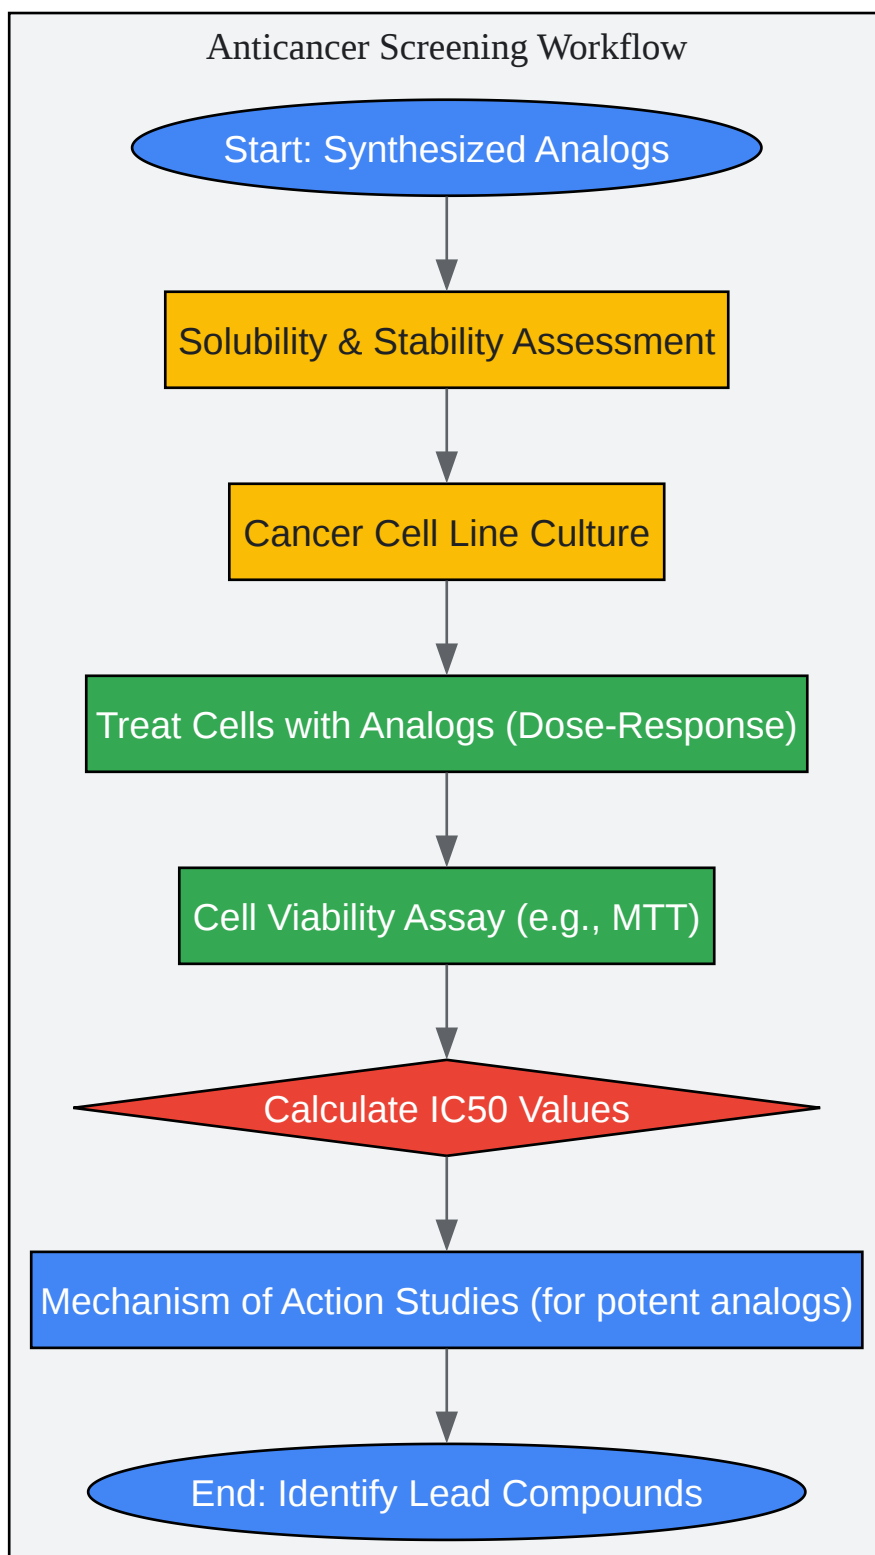 Anticancer Screening Workflow
Start: Synthesized Analogs
Solubility & Stability Assessment
Cancer Cell Line Culture
Treat Cells with Analogs (Dose-Response)
Cell Viability Assay (e.g., MTT)
Calculate IC50 Values
Mechanism of Action Studies (for potent analogs)
End: Identify Lead Compounds